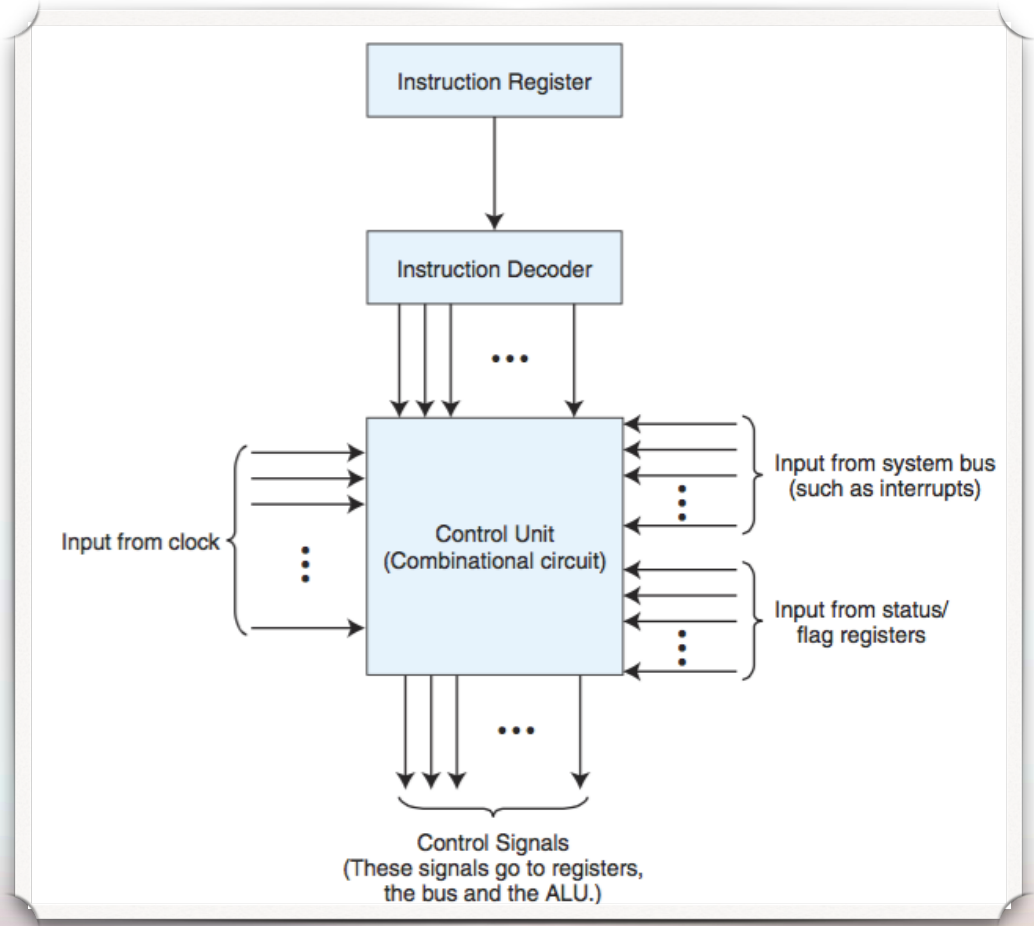 Instruction Register
Instruction Decoder
Input from clock
Control Unit
(Combinational circuit)
Input from system bus
(such as interrupts)
Input from status/
flag registers
Control Signals
(These signals go to registers,
the bus and the ALU.)